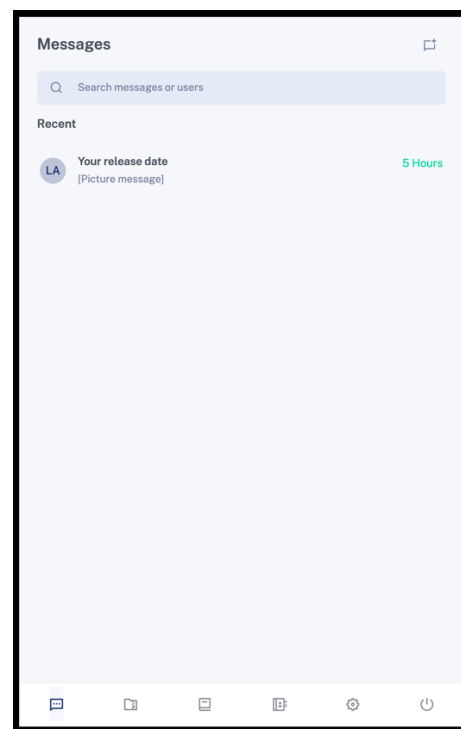 Messages
Search messages or users
Recent
LA
Your release date
5 Hours
[Picture message]